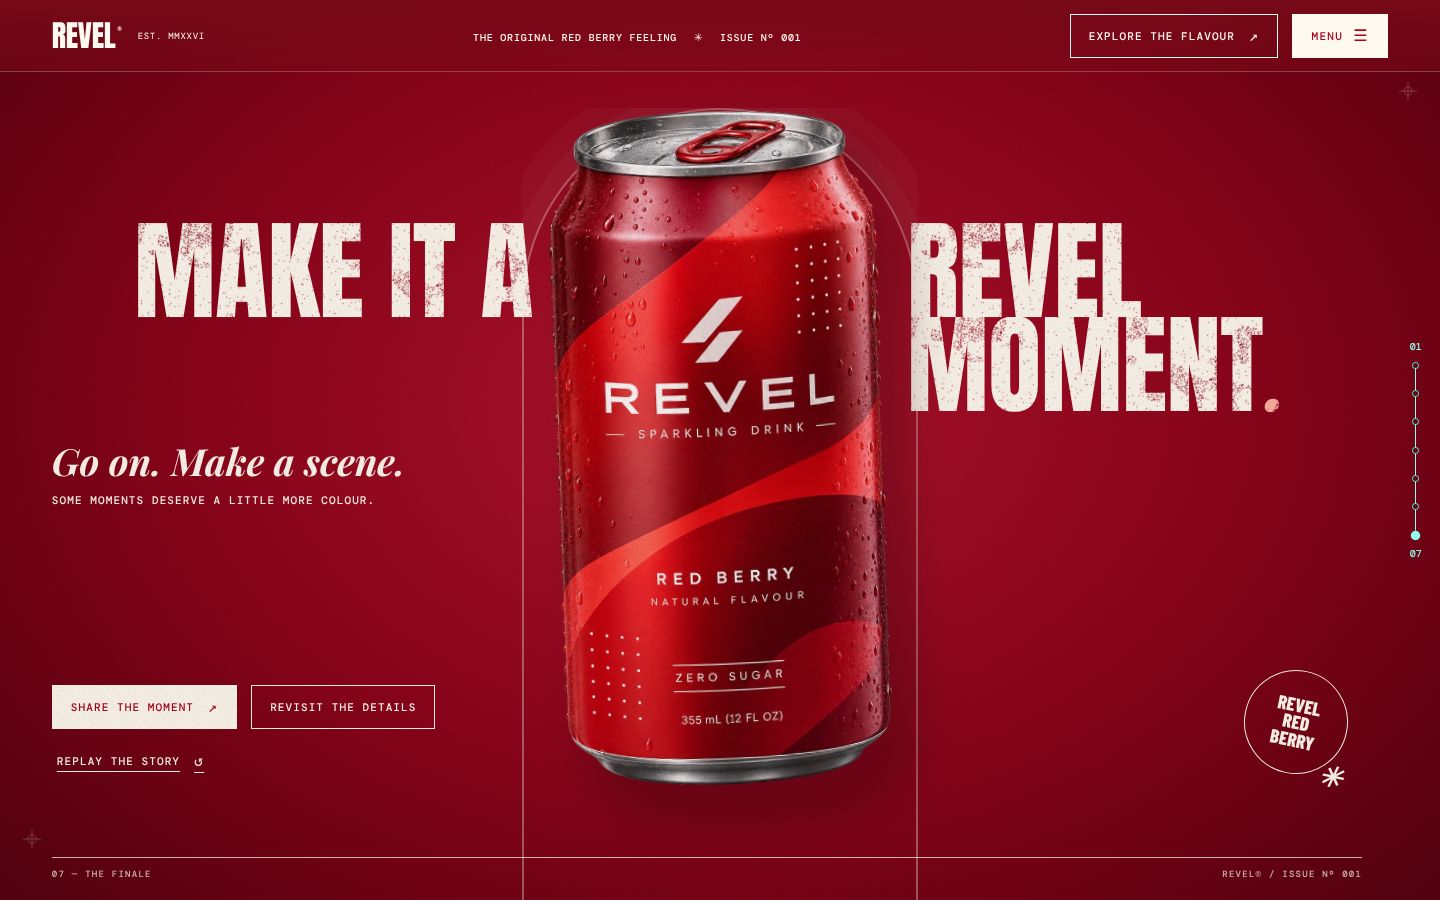 REVEL®
EST. MMXXVI
THE ORIGINAL RED BERRY FEELING ✳ ISSUE Nº 001
EXPLORE THE FLAVOUR ↗
MENU ☰
MAKE IT A
REVEL
MOMENT.
REVEL
SPARKLING DRINK
RED BERRY
NATURAL FLAVOUR
ZERO SUGAR
355 mL (12 FL OZ)
Go on. Make a scene.
SOME MOMENTS DESERVE A LITTLE MORE COLOUR.
01
07
SHARE THE MOMENT ↗
REVISIT THE DETAILS
REPLAY THE STORY ↺
REVEL
RED
BERRY
07 — THE FINALE
REVEL® / ISSUE Nº 001